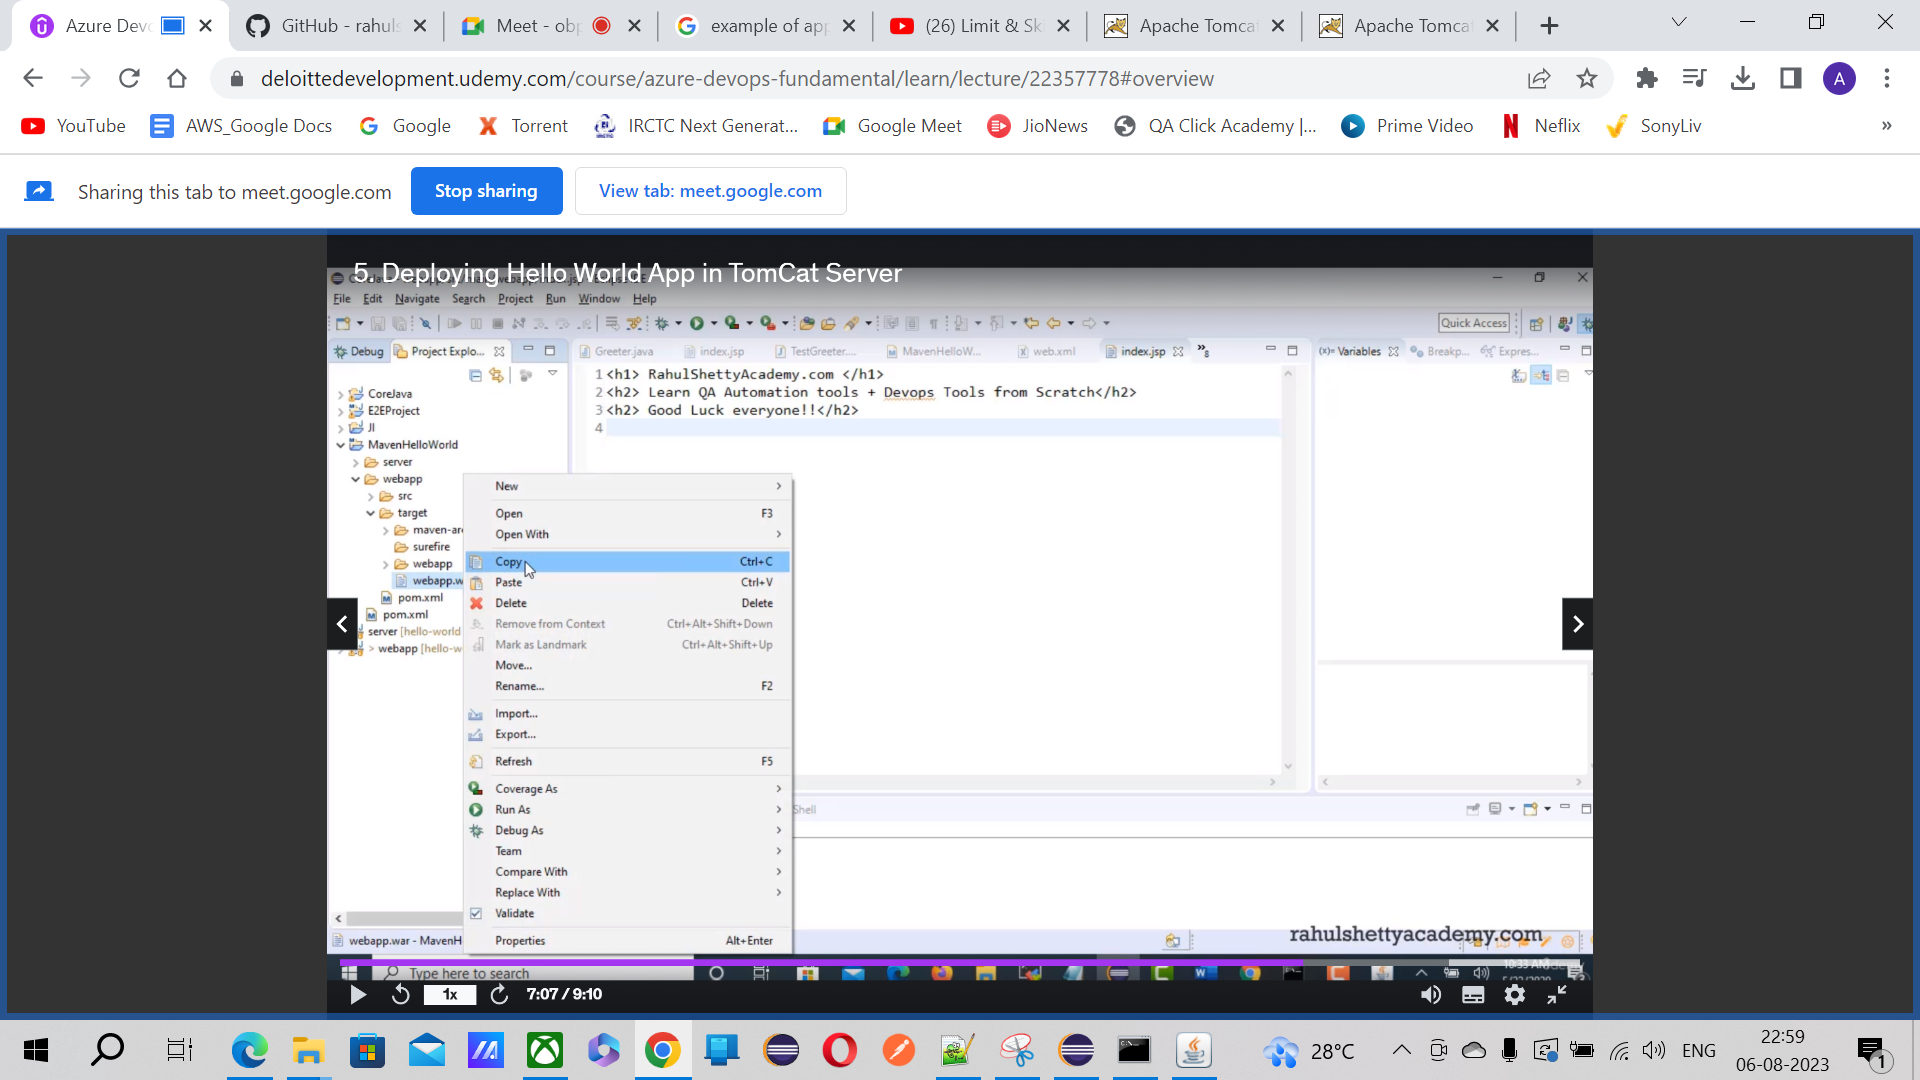 Azure Devo
GitHub - rahuls
Meet - obp
example of app
(26) Limit & Sk
Apache Tomca
Apache Tomca
deloittedevelopment.udemy.com/course/azure-devops-fundamental/learn/lecture/22357778#overview
A
YouTube
AWS_Google Docs
Google
Torrent
IRCTC Next Generat...
Google Meet
JioNews
QA Click Academy |...
Prime Video
Neflix
SonyLiv
»
Sharing this tab to meet.google.com
Stop sharing
View tab: meet.google.com
5. Deploying Hello World App in TomCat Server
File Edit Navigate Search Project Run Window Help
Quick Access
Debug
Project Explo...
Greeter.java
index.jsp
TestGreeter....
MavenHelloW...
web.xml
index.jsp
»8
(x)= Variables
Breakp...
Expres...
CoreJava
E2EProject
JI
MavenHelloWorld
server
webapp
src
target
maven-arc
surefire
webapp
webapp.w
pom.xml
pom.xml
server [hello-world
> webapp [hello-w
1 <h1> RahulShettyAcademy.com </h1>
2 <h2> Learn QA Automation tools + Devops Tools from Scratch</h2>
3 <h2> Good Luck everyone!!</h2>
4
New
Open F3
Open With
Copy Ctrl+C
Paste Ctrl+V
Delete Delete
Remove from Context Ctrl+Alt+Shift+Down
Mark as Landmark Ctrl+Alt+Shift+Up
Move...
Rename... F2
Import...
Export...
Refresh F5
Coverage As
Run As
Debug As
Team
Compare With
Replace With
Validate
Properties Alt+Enter
Shell
webapp.war - MavenH
rahulshettyacademy.com
Type here to search
10:33 AM
1x
7:07 / 9:10
28°C
ENG
22:59
06-08-2023
1